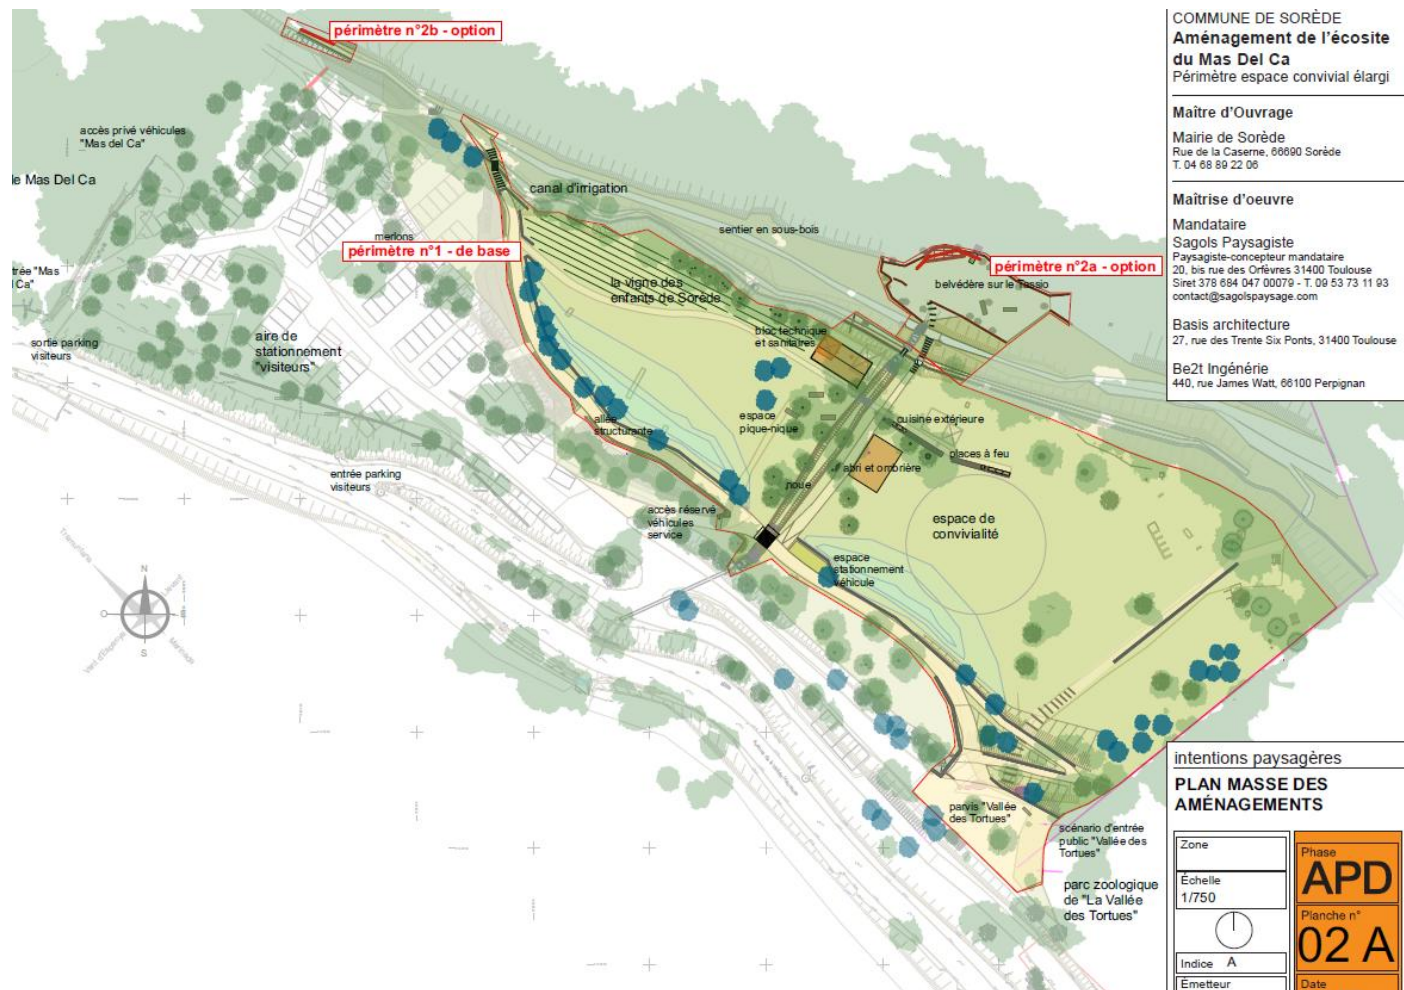 périmètre n°2b - option
accès privé véhicules
"Mas del Ca"
le Mas Del Ca
canal d'irrigation
sentier en sous-bois
merlons
périmètre n°1 - de base
périmètre n°2a - option
belvédère sur le Tassio
trée "Mas
l Ca"
la vigne des
enfants de Sorède
sortie parking
visiteurs
aire de
stationnement
"visiteurs"
bloc technique
et sanitaires
allée
structurante
espace
pique-nique
cuisine extérieure
places à feu
abri et ombrière
noue
entrée parking
visiteurs
accès réservé
véhicules
service
espace de
convivialité
espace
stationnement
véhicule
Tramuntana
N
O
E
S
Vent d'Espagne
Marinada
parvis "Vallée
des Tortues"
scénario d'entrée
public "Vallée des
Tortues"
parc zoologique
de "La Vallée
des Tortues"
COMMUNE DE SORÈDE
Aménagement de l'écosite
du Mas Del Ca
Périmètre espace convivial élargi
Maître d'Ouvrage
Mairie de Sorède
Rue de la Caserne, 66690 Sorède
T. 04 68 89 22 06
Maîtrise d'oeuvre
Mandataire
Sagols Paysagiste
Paysagiste-concepteur mandataire
20, bis rue des Orfèvres 31400 Toulouse
Siret 378 684 047 00079 - T. 09 53 73 11 93
contact@sagolspaysage.com
Basis architecture
27, rue des Trente Six Ponts, 31400 Toulouse
Be2t Ingénérie
440, rue James Watt, 66100 Perpignan
intentions paysagères
PLAN MASSE DES
AMÉNAGEMENTS
Zone
Échelle
1/750
Indice A
Émetteur
Phase
APD
Planche n°
02 A
Date